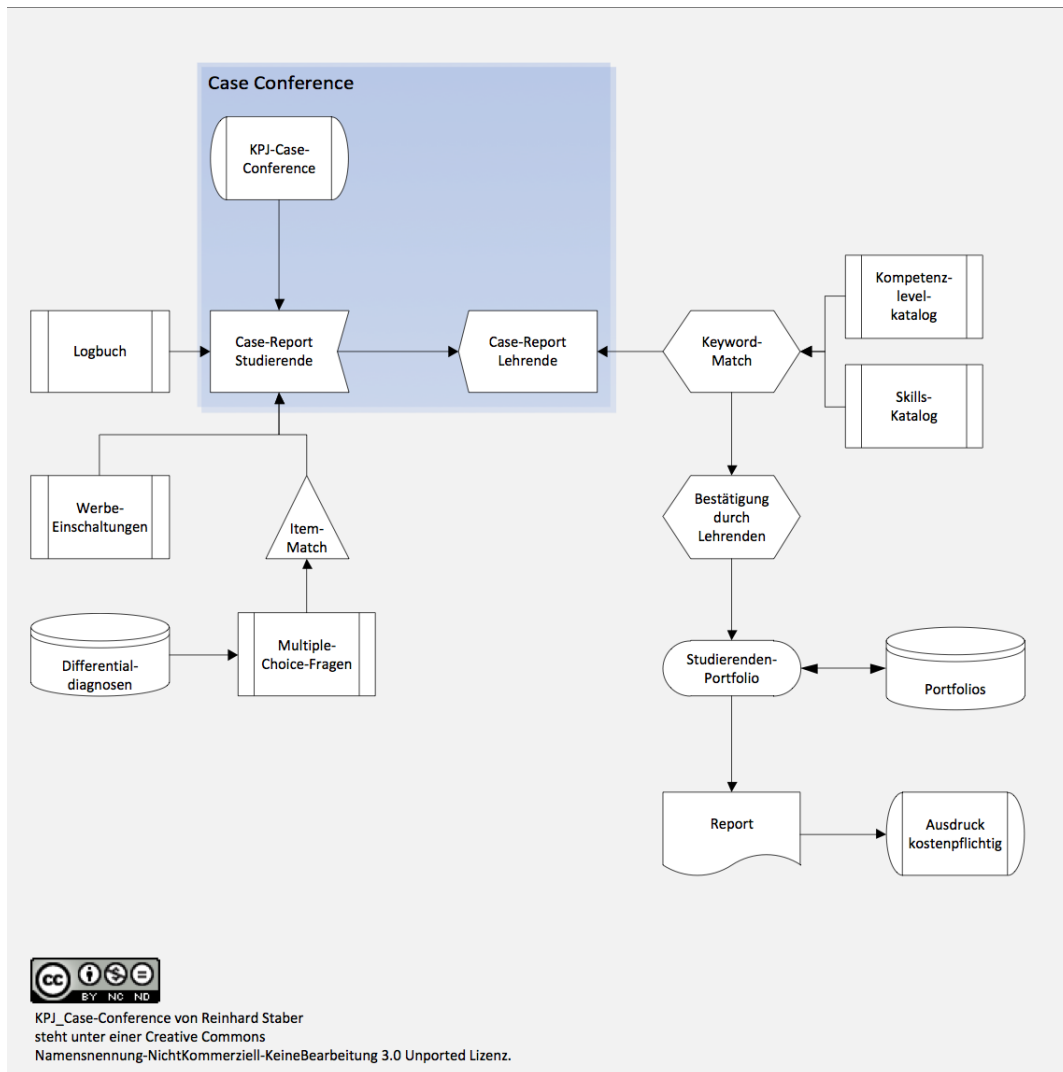 Case Conference
KPJ-Case-
Conference
Kompetenz-
level-
katalog
Logbuch
Case-Report
Studierende
Case-Report
Lehrende
Keyword-
Match
Skills-
Katalog
Werbe-
Einschaltungen
Item-
Match
Bestätigung
durch
Lehrenden
Differential-
diagnosen
Multiple-
Choice-Fragen
Studierenden-
Portfolio
Portfolios
Report
Ausdruck
kostenpflichtig
cc
BY NC ND
KPJ_Case-Conference von Reinhard Staber
steht unter einer Creative Commons
Namensnennung-NichtKommerziell-KeineBearbeitung 3.0 Unported Lizenz.